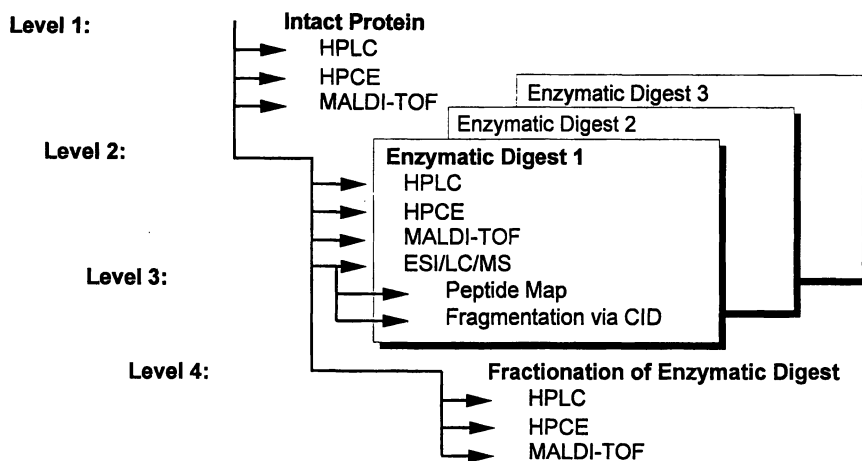 Level 1:
Intact Protein
HPLC
HPCE
MALDI-TOF
Enzymatic Digest 3
Enzymatic Digest 2
Level 2:
Enzymatic Digest 1
HPLC
HPCE
MALDI-TOF
ESI/LC/MS
Level 3:
Peptide Map
Fragmentation via CID
Level 4:
Fractionation of Enzymatic Digest
HPLC
HPCE
MALDI-TOF